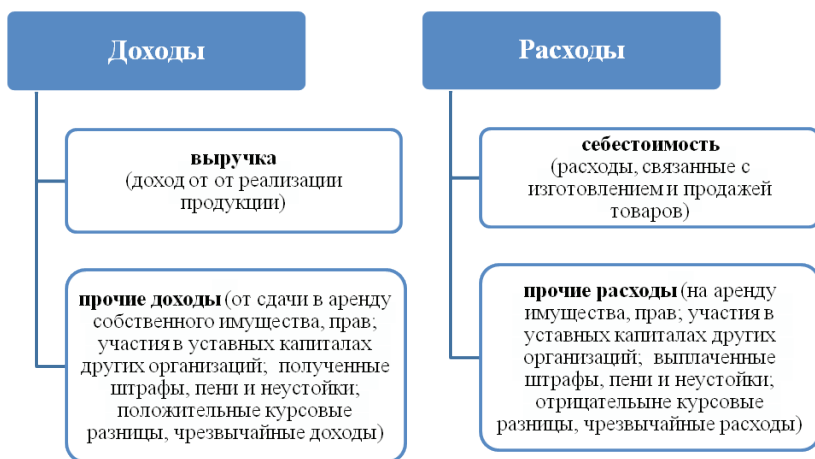 Доходы
выручка
(доход от от реализации
продукции)
прочие доходы (от сдачи в аренду
собственного имущества, прав;
участия в уставных капиталах
других организаций; полученные
штрафы, пени и неустойки;
положительные курсовые
разницы, чрезвычайные доходы)
Расходы
себестоимость
(расходы, связанные с
изготовлением и продажей
товаров)
прочие расходы (на аренду
имущества, прав; участия в
уставных капиталах других
организаций; выплаченные
штрафы, пени и неустойки;
отрицательыне курсовые
разницы, чрезвычайные расходы)